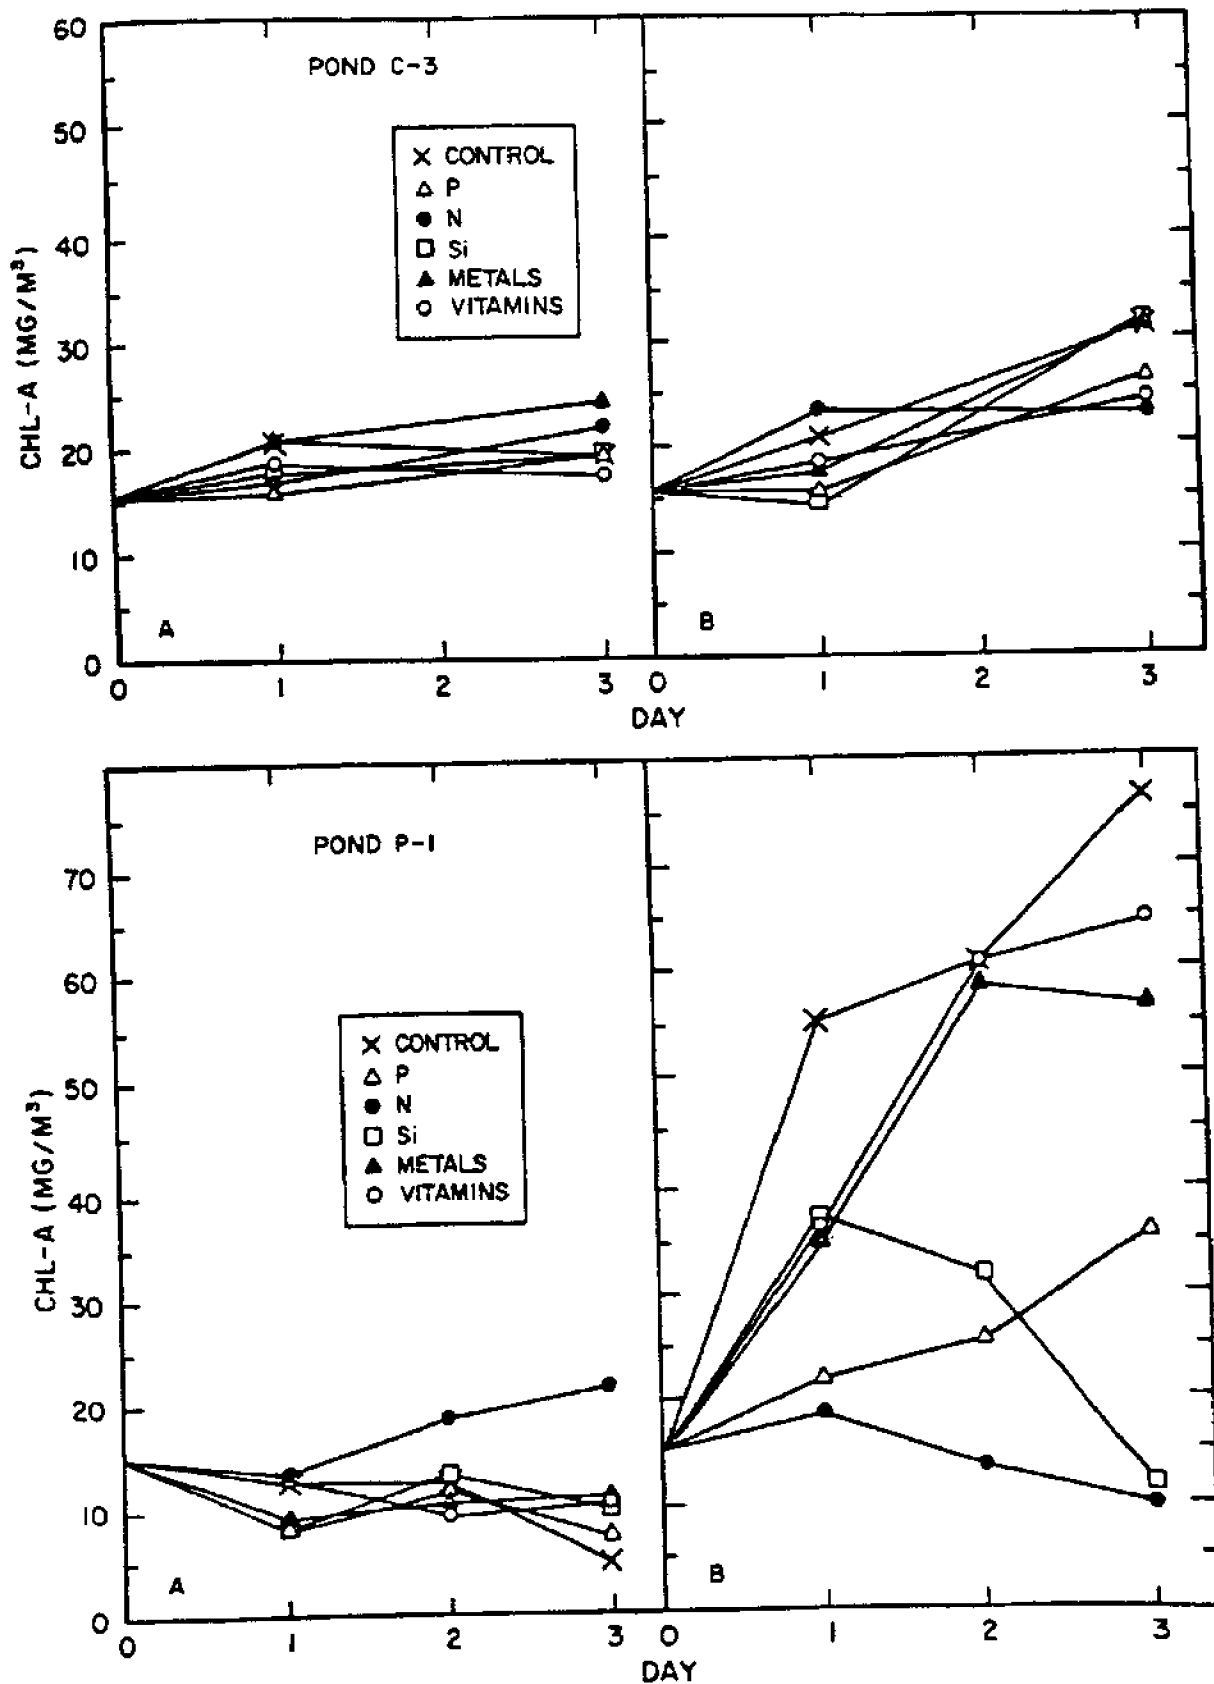 60
POND C-3
50
× CONTROL
△ P
● N
□ Si
▲ METALS
○ VITAMINS
40
30
20
10
0
CHL-A (MG/M³)
A
B
0 1 2 3 0 1 2 3
DAY
POND P-1
70
60
× CONTROL
△ P
● N
□ Si
▲ METALS
○ VITAMINS
50
40
30
20
10
0
CHL-A (MG/M³)
A
B
0 1 2 3 0 1 2 3
DAY